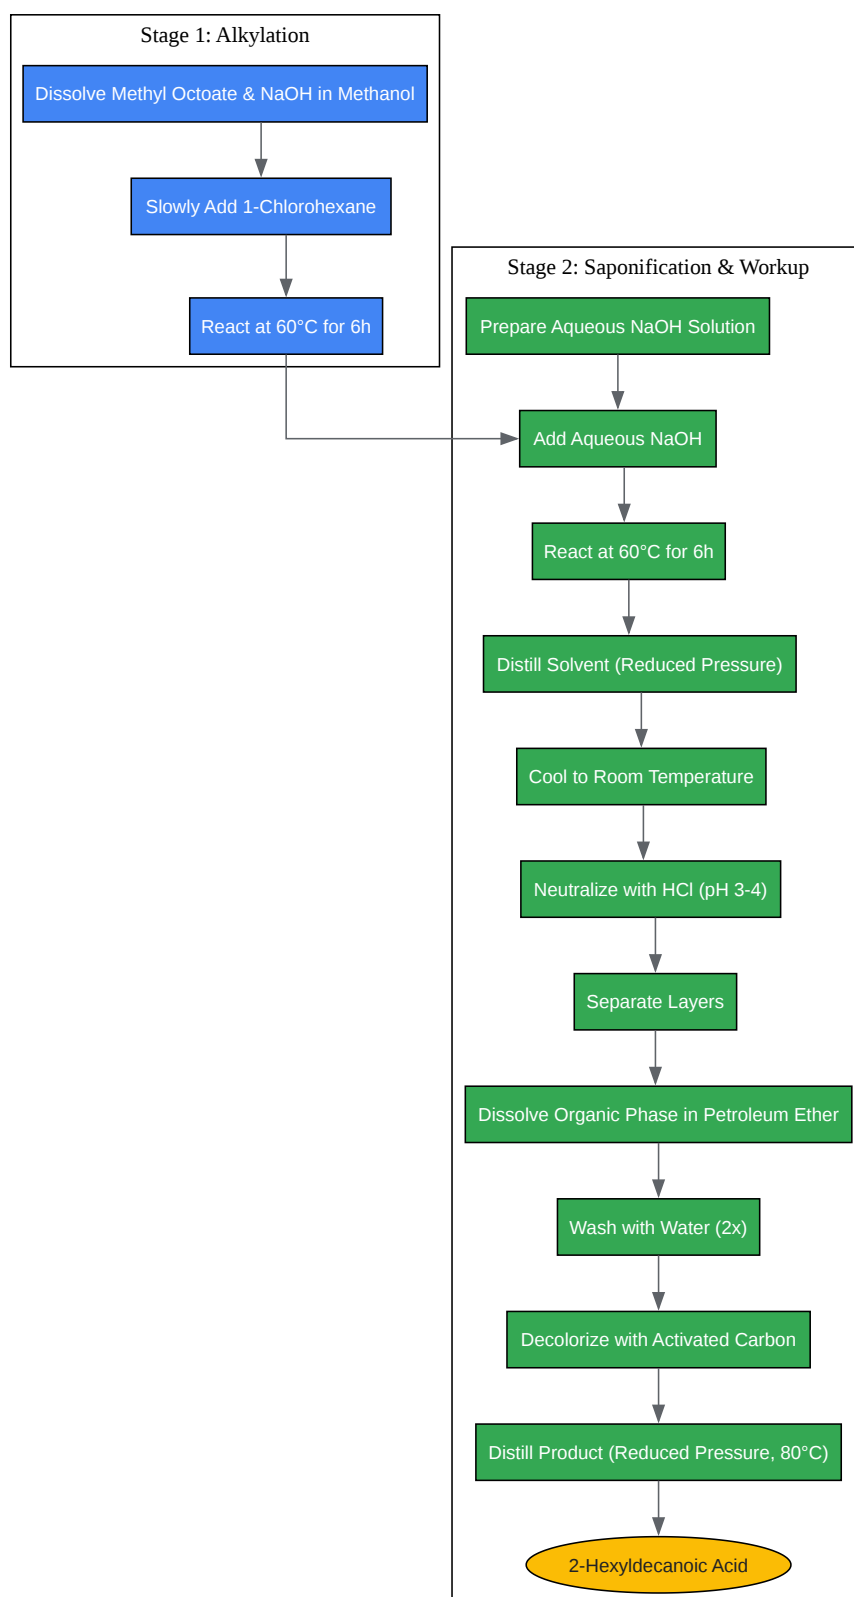 Stage 1: Alkylation
Dissolve Methyl Octoate & NaOH in Methanol
Slowly Add 1-Chlorohexane
React at 60°C for 6h
Stage 2: Saponification & Workup
Prepare Aqueous NaOH Solution
Add Aqueous NaOH
React at 60°C for 6h
Distill Solvent (Reduced Pressure)
Cool to Room Temperature
Neutralize with HCl (pH 3-4)
Separate Layers
Dissolve Organic Phase in Petroleum Ether
Wash with Water (2x)
Decolorize with Activated Carbon
Distill Product (Reduced Pressure, 80°C)
2-Hexyldecanoic Acid